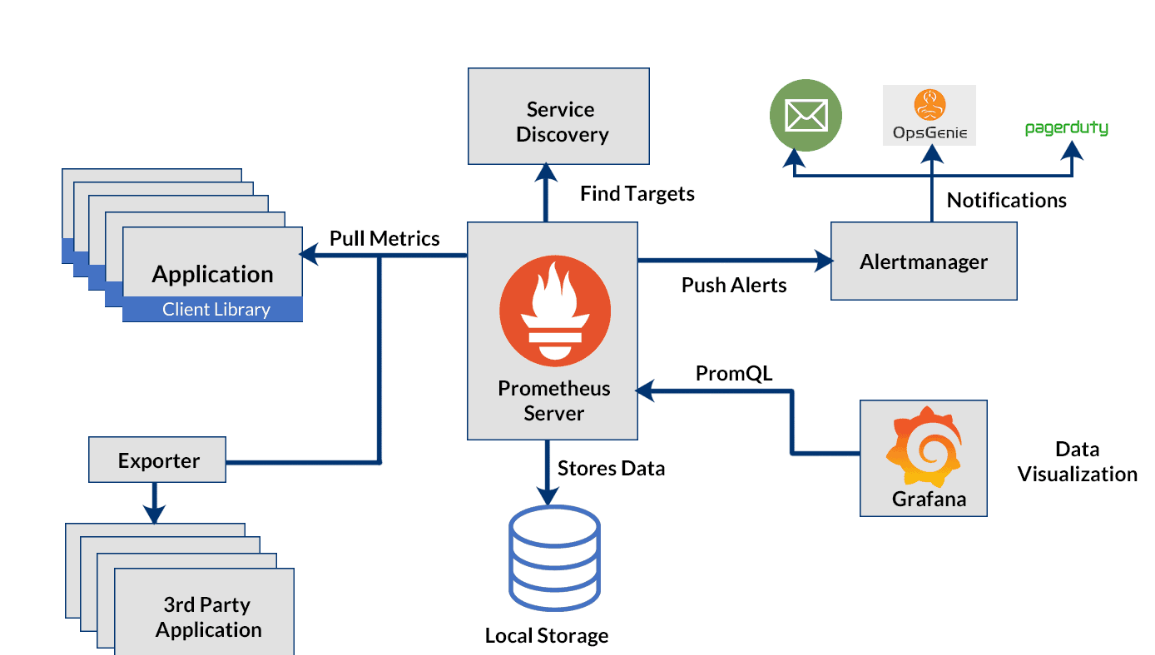 Service
Discovery
OpsGenie
pagerduty
Find Targets
Notifications
Pull Metrics
Application
Client Library
Push Alerts
Alertmanager
Prometheus
Server
PromQL
Grafana
Data
Visualization
Exporter
Stores Data
3rd Party
Application
Local Storage